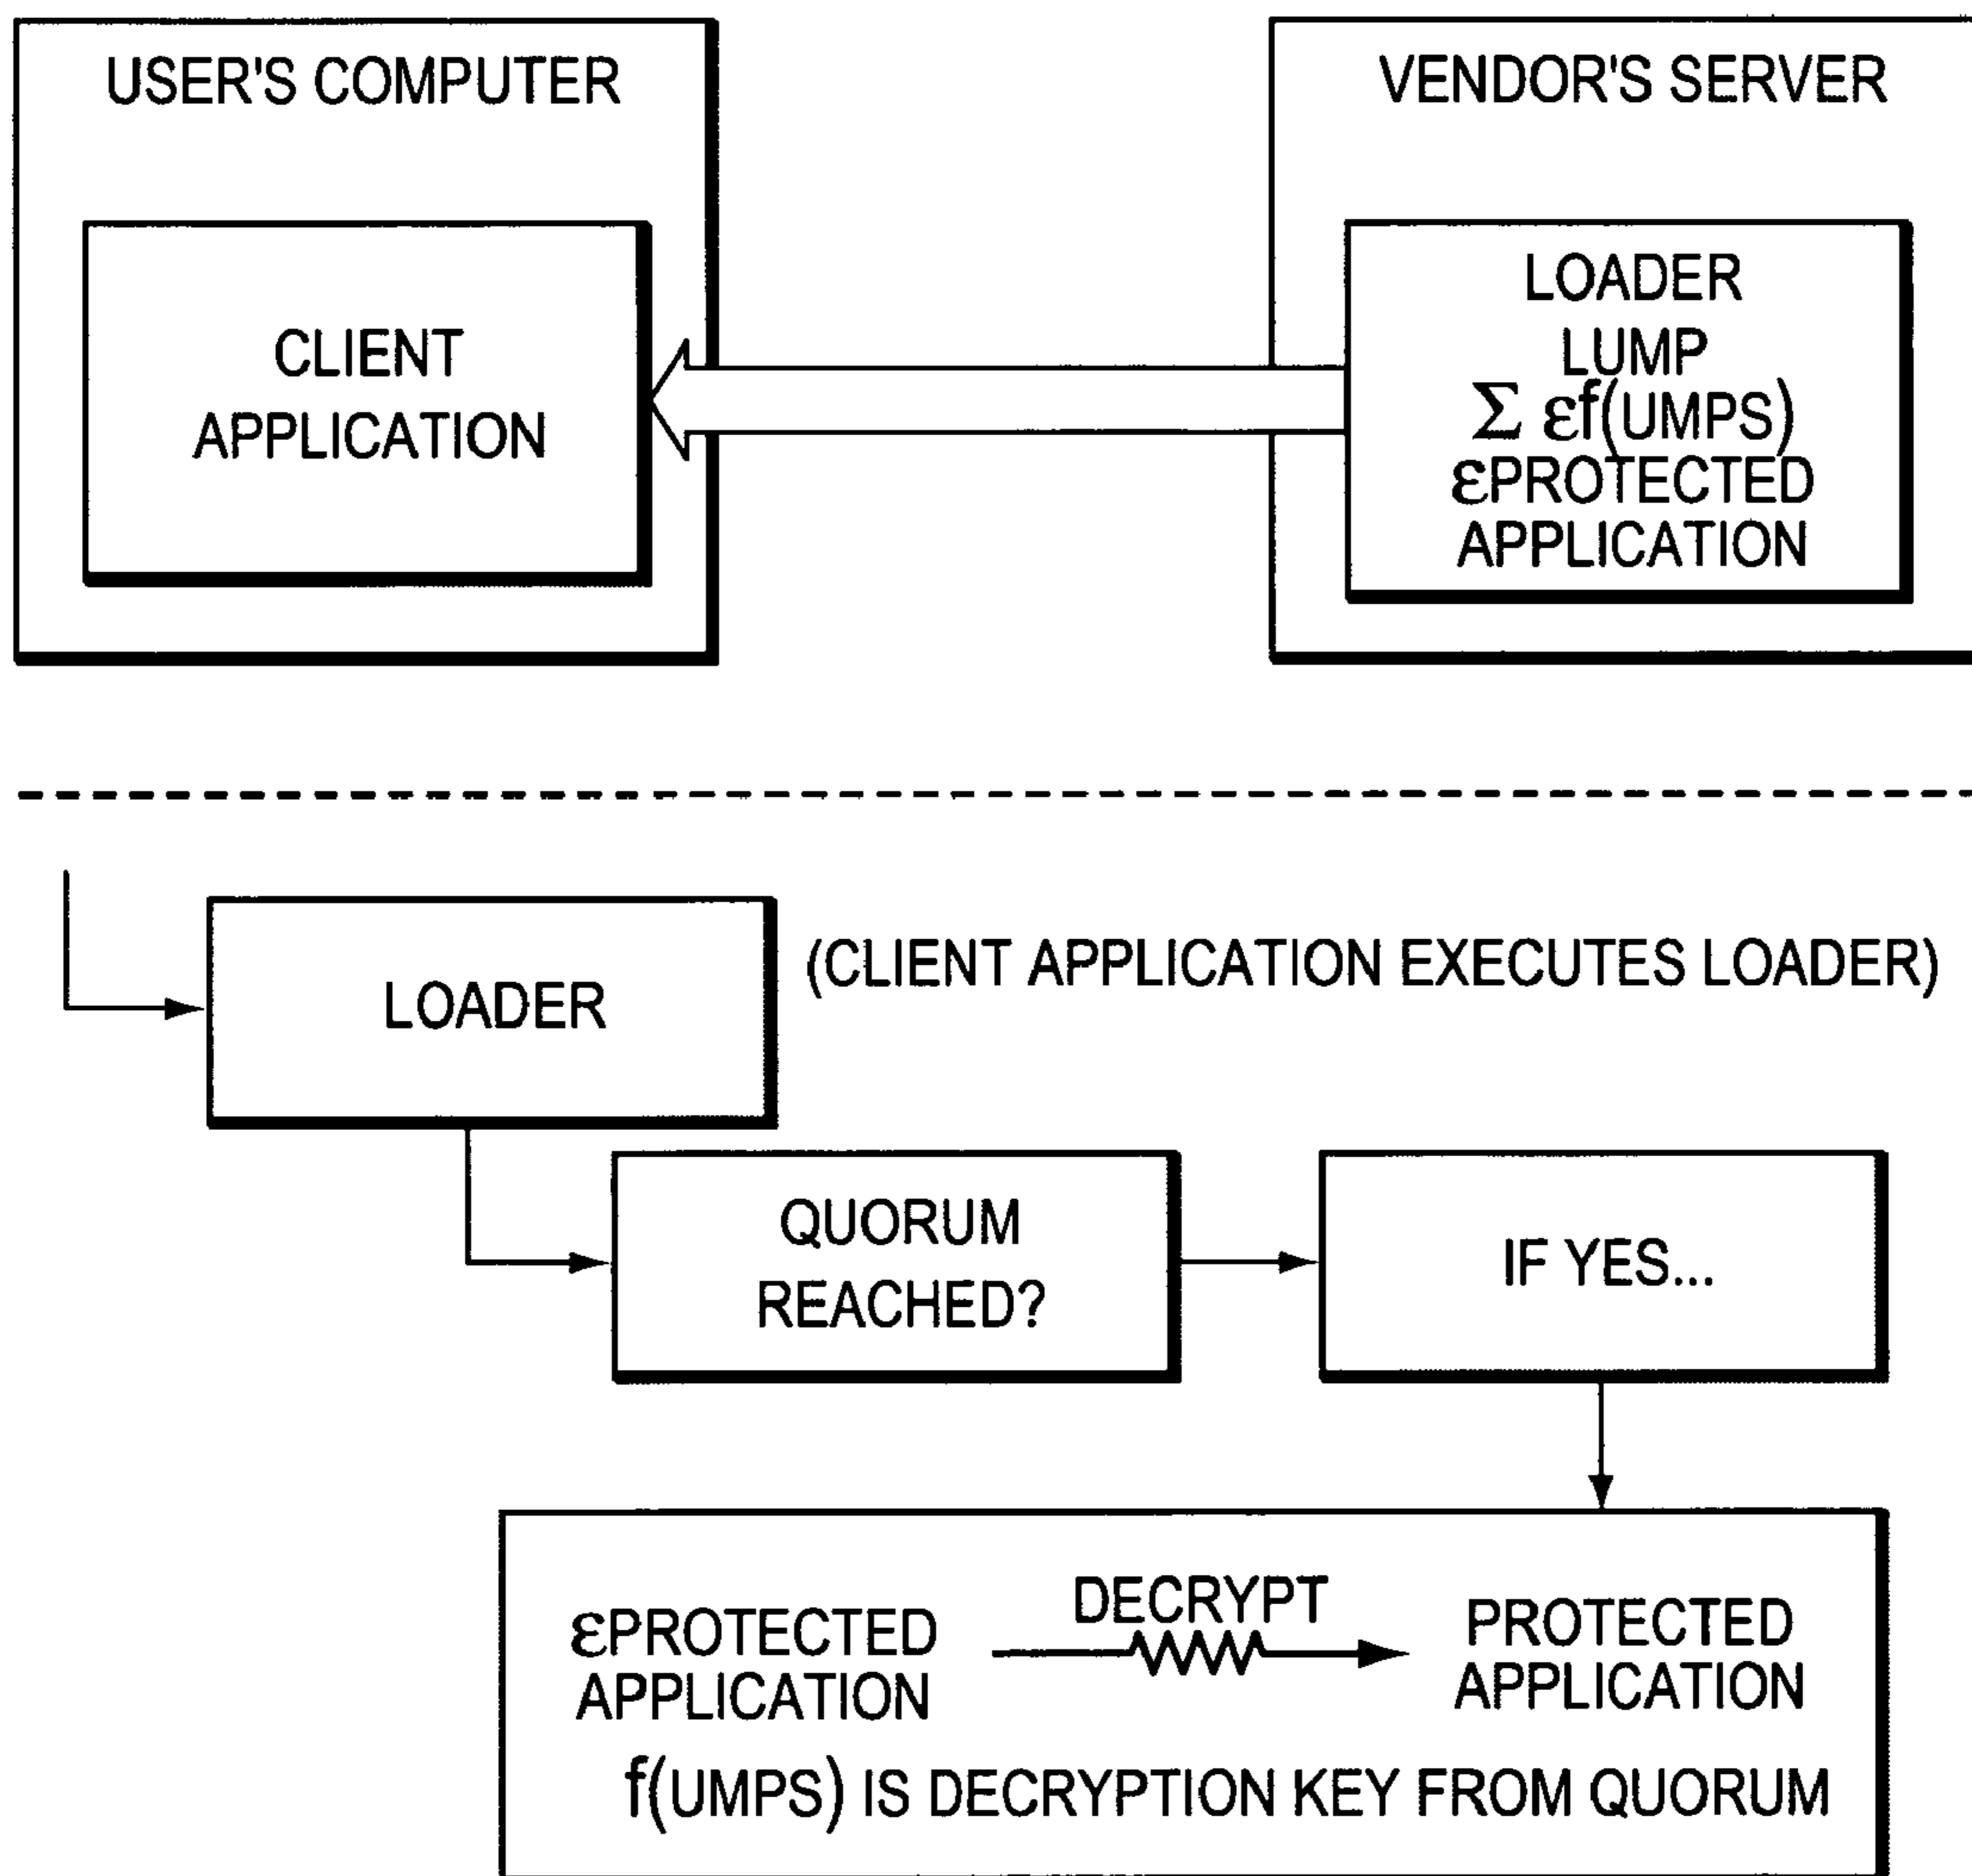 USER'S COMPUTER
CLIENT
APPLICATION
VENDOR'S SERVER
LOADER
LUMP
Σ εf(UMPS)
εPROTECTED
APPLICATION
LOADER
(CLIENT APPLICATION EXECUTES LOADER)
QUORUM
REACHED?
IF YES...
εPROTECTED
APPLICATION
DECRYPT
PROTECTED
APPLICATION
f(UMPS) IS DECRYPTION KEY FROM QUORUM